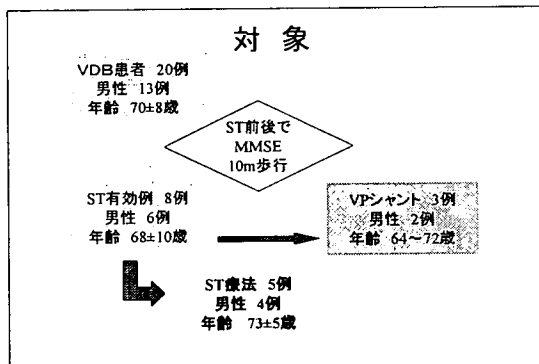 対 象
VDB患者 20例
男性 13例
年齢 70±8歳
ST前後で
MMSE
10m歩行
ST有効例 8例
男性 6例
年齢 68±10歳
VPシャント 3例
男性 2例
年齢 64～72歳
ST療法 5例
男性 4例
年齢 73±5歳